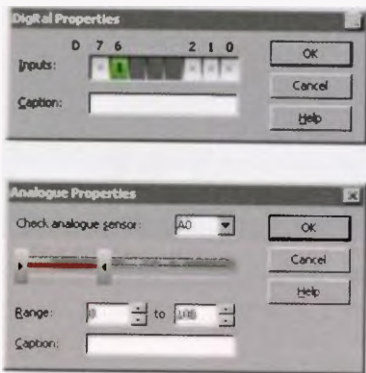 Digital Properties
D 7 6 2 1 0
OK
Inputs:
Cancel
Caption:
Help
Analogue Properties
Check analogue sensor: A0
OK
Cancel
Help
Range: to
Caption: